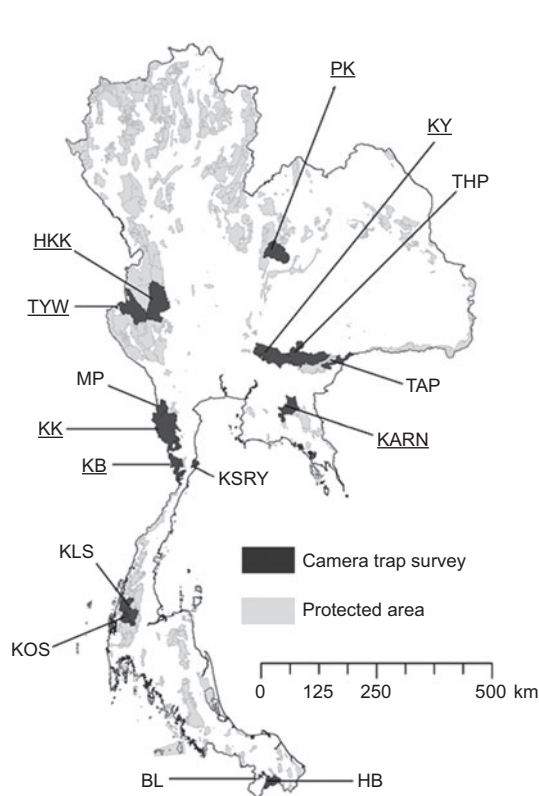 PK
KY
THP
HKK
TYW
MP
TAP
KK
KARN
KB
KSRY
KLS
Camera trap survey
Protected area
KOS
0 125 250 500 km
BL HB